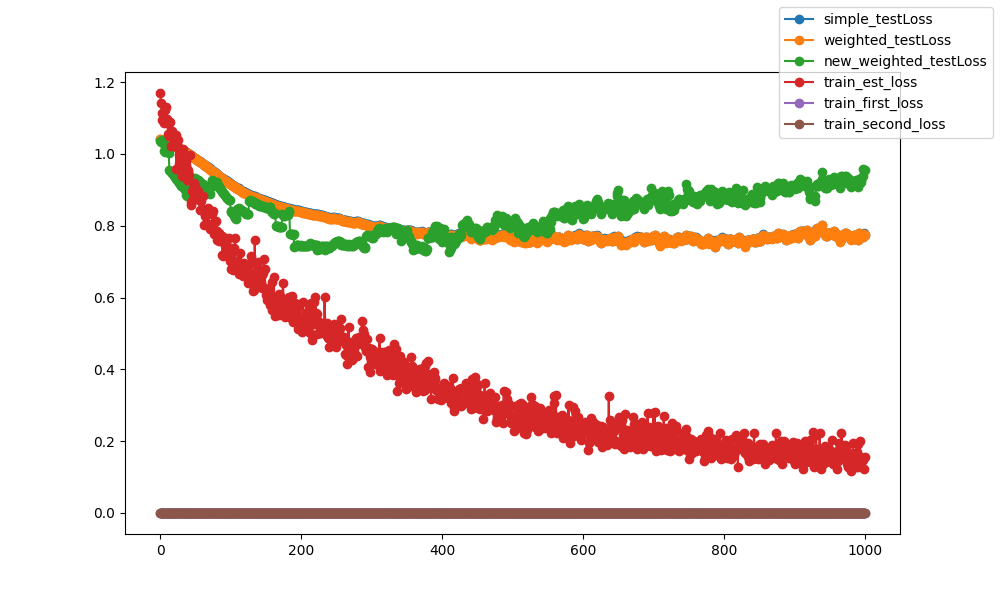 simple_testLoss
weighted_testLoss
new_weighted_testLoss
train_est_loss
train_first_loss
train_second_loss
1.2
1.0
0.8
0.6
0.4
0.2
0.0
0 200 400 600 800 1000